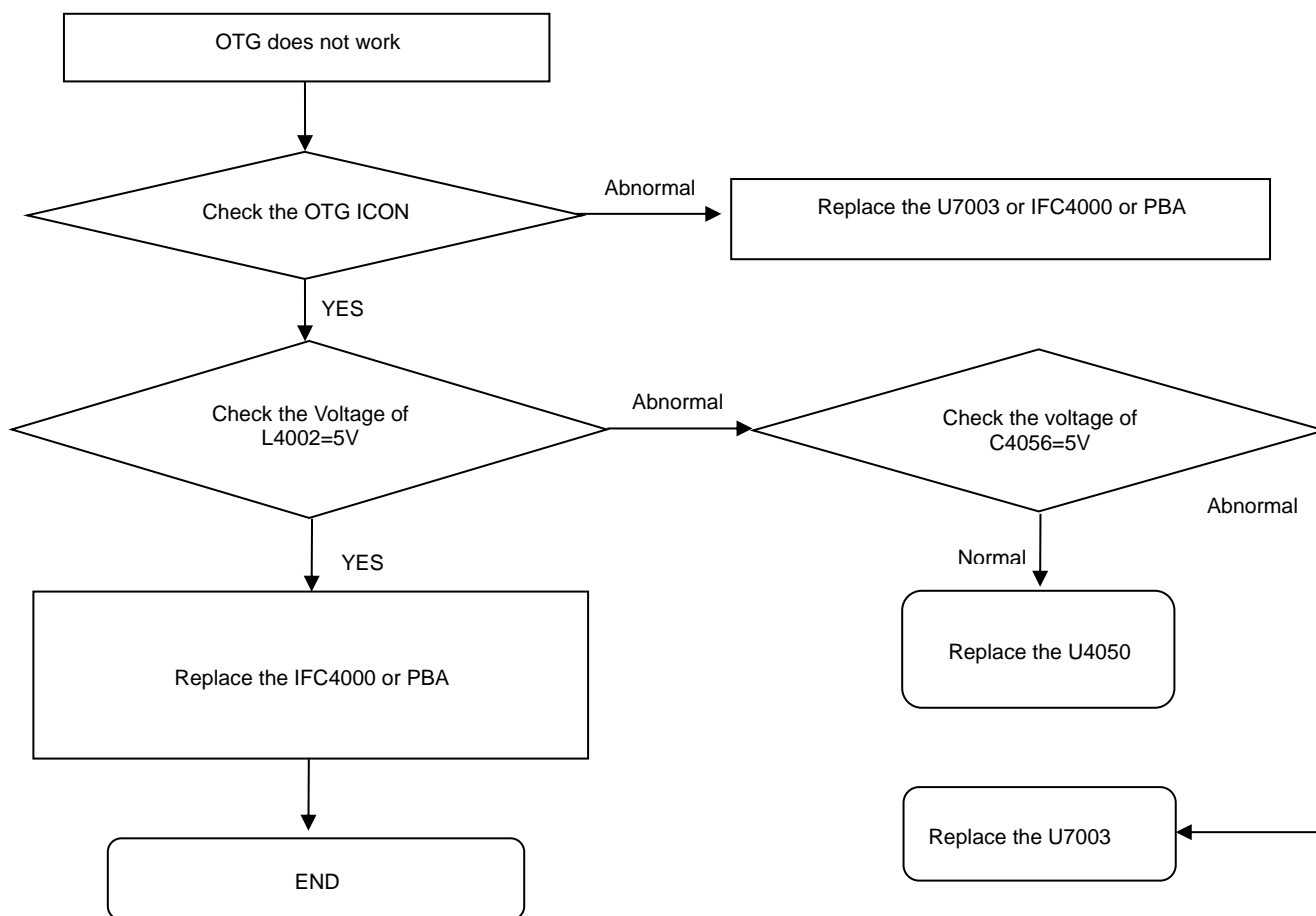 OTG does not work
Check the OTG ICON
Abnormal
Replace the U7003 or IFC4000 or PBA
YES
Check the Voltage of
L4002=5V
Abnormal
Check the voltage of
C4056=5V
Abnormal
Normal
YES
Replace the IFC4000 or PBA
Replace the U4050
Replace the U7003
END